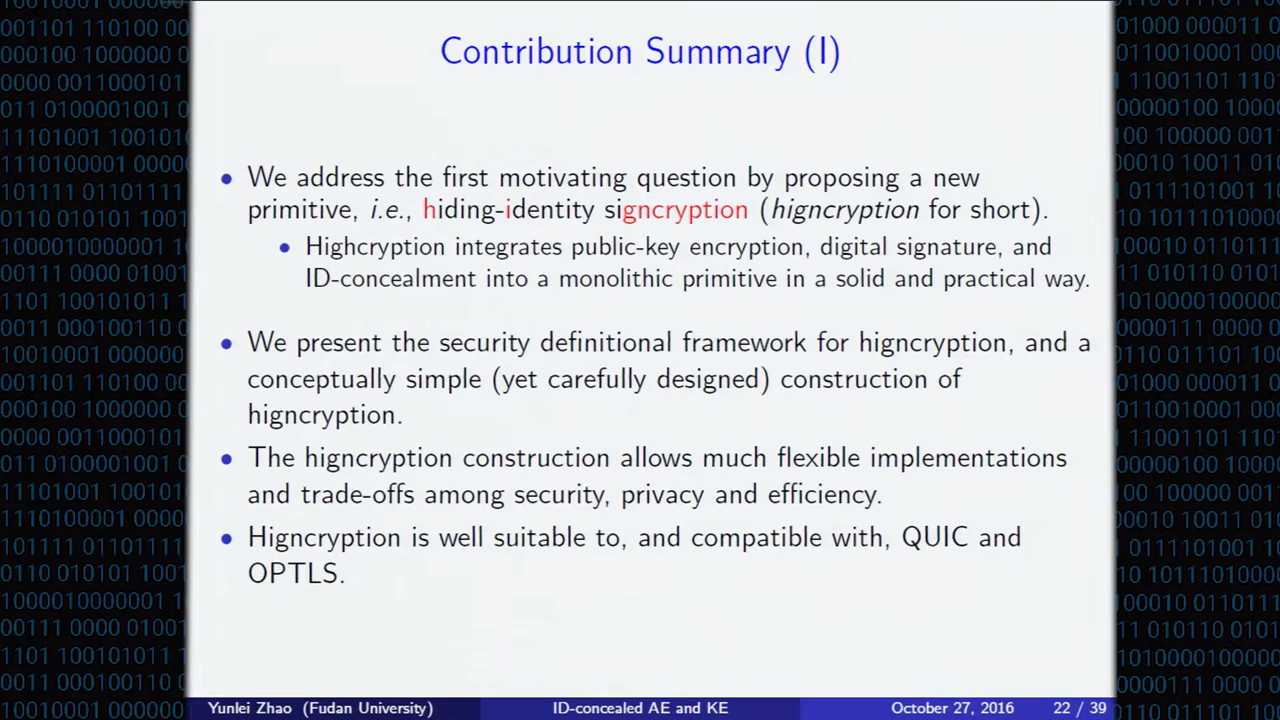 Contribution Summary (I)
• We address the first motivating question by proposing a new
primitive, i.e., hiding-identity signcryption (higncryption for short).
• Highcryption integrates public-key encryption, digital signature, and
ID-concealment into a monolithic primitive in a solid and practical way.
• We present the security definitional framework for higncryption, and a
conceptually simple (yet carefully designed) construction of
higncryption.
• The higncryption construction allows much flexible implementations
and trade-offs among security, privacy and efficiency.
• Higncryption is well suitable to, and compatible with, QUIC and
OPTLS.
Yunlei Zhao (Fudan University) ID-concealed AE and KE October 27, 2016 22 / 39